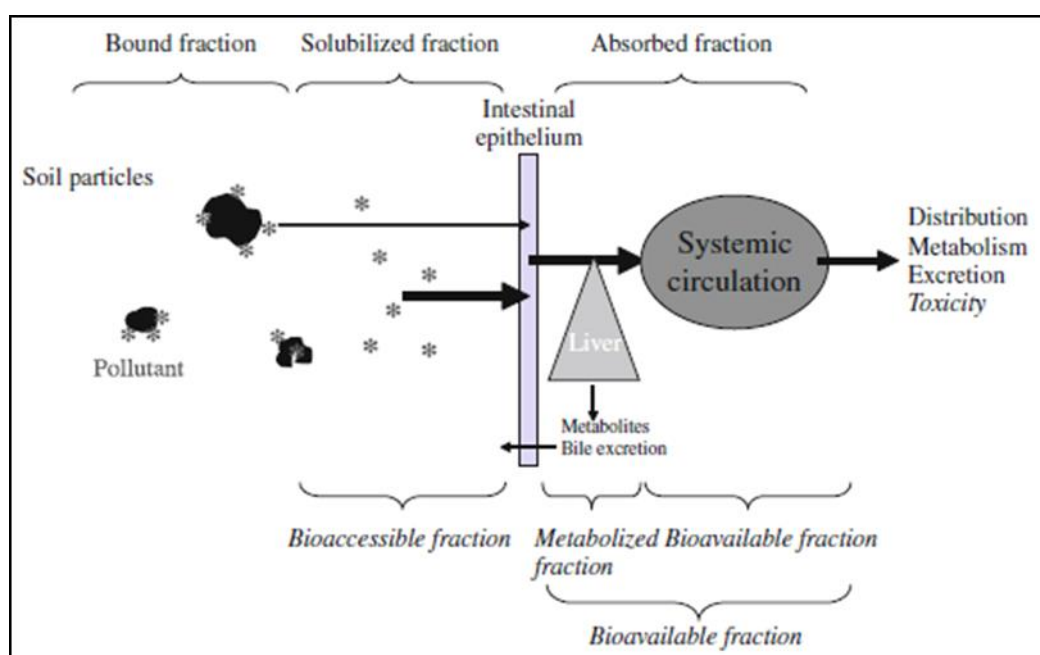 Bound fraction
Solubilized fraction
Absorbed fraction
Intestinal
epithelium
Soil particles
Pollutant
Systemic
circulation
Liver
Distribution
Metabolism
Excretion
Toxicity
Metabolites
Bile excretion
Bioaccessible fraction
Metabolized Bioavailable fraction
fraction
Bioavailable fraction